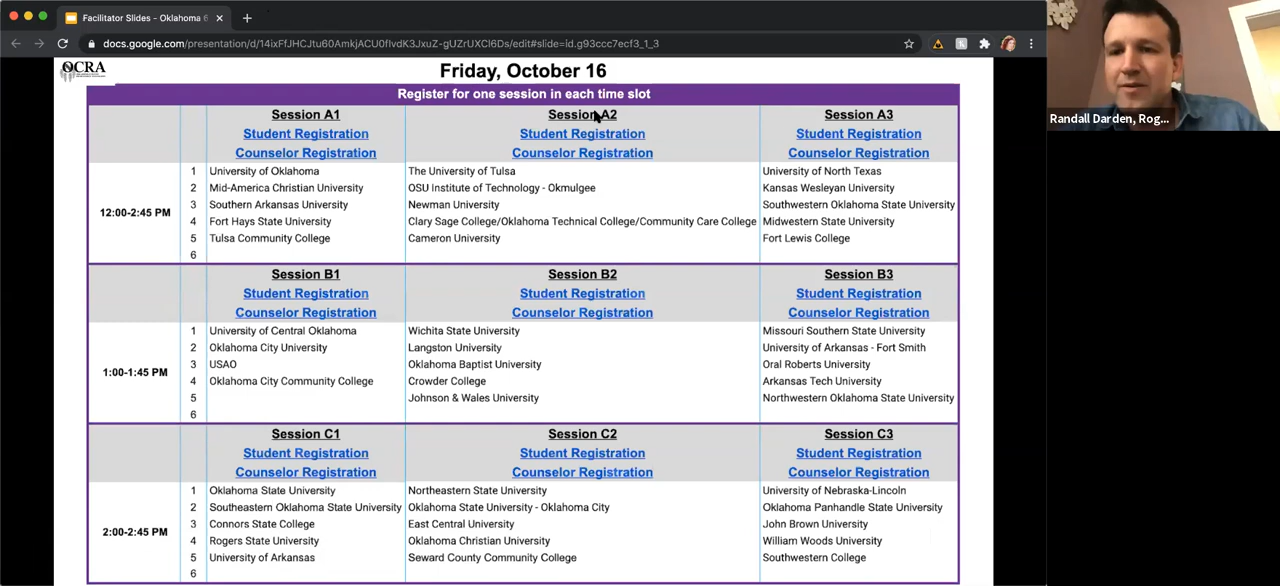 Facilitator Slides - Oklahoma 6
docs.google.com/presentation/d/14ixFfJHCJtu60AmkjACU0fIvdK3JxuZ-gUZrUXCl6Ds/edit#slide=id.g93ccc7ecf3_1_3
OCRA
Friday, October 16
Register for one session in each time slot
Session A1 Session A2 Session A3
Student Registration Student Registration Student Registration
Counselor Registration Counselor Registration Counselor Registration
12:00-2:45 PM
1 University of Oklahoma The University of Tulsa University of North Texas
2 Mid-America Christian University OSU Institute of Technology - Okmulgee Kansas Wesleyan University
3 Southern Arkansas University Newman University Southwestern Oklahoma State University
4 Fort Hays State University Clary Sage College/Oklahoma Technical College/Community Care College Midwestern State University
5 Tulsa Community College Cameron University Fort Lewis College
6
Session B1 Session B2 Session B3
Student Registration Student Registration Student Registration
Counselor Registration Counselor Registration Counselor Registration
1:00-1:45 PM
1 University of Central Oklahoma Wichita State University Missouri Southern State University
2 Oklahoma City University Langston University University of Arkansas - Fort Smith
3 USAO Oklahoma Baptist University Oral Roberts University
4 Oklahoma City Community College Crowder College Arkansas Tech University
5 Johnson & Wales University Northwestern Oklahoma State University
6
Session C1 Session C2 Session C3
Student Registration Student Registration Student Registration
Counselor Registration Counselor Registration Counselor Registration
2:00-2:45 PM
1 Oklahoma State University Northeastern State University University of Nebraska-Lincoln
2 Southeastern Oklahoma State University Oklahoma State University - Oklahoma City Oklahoma Panhandle State University
3 Connors State College East Central University John Brown University
4 Rogers State University Oklahoma Christian University William Woods University
5 University of Arkansas Seward County Community College Southwestern College
6
Randall Darden, Rog...